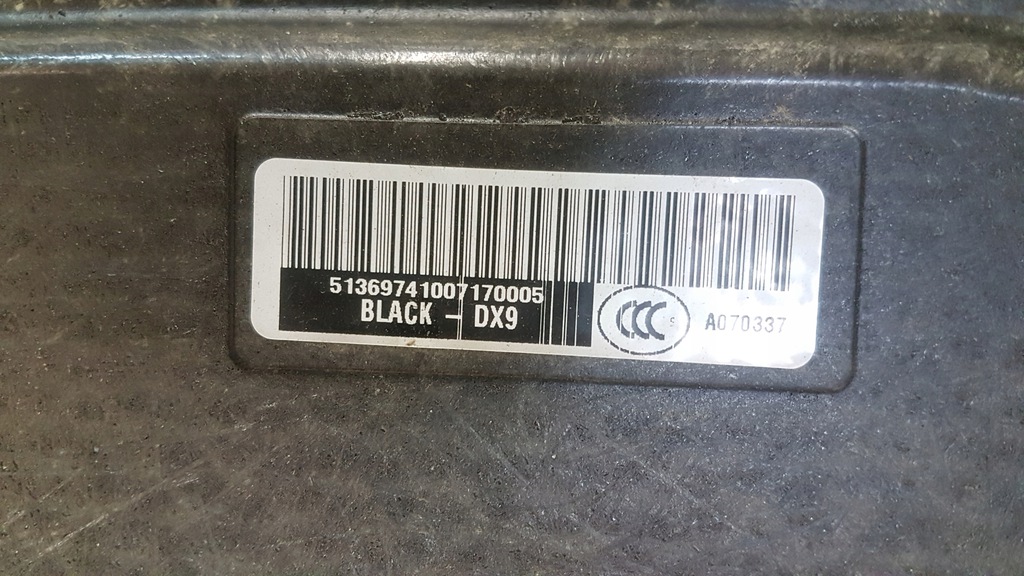 51369741007170005
BLACK - DX9
CCC S
A070337